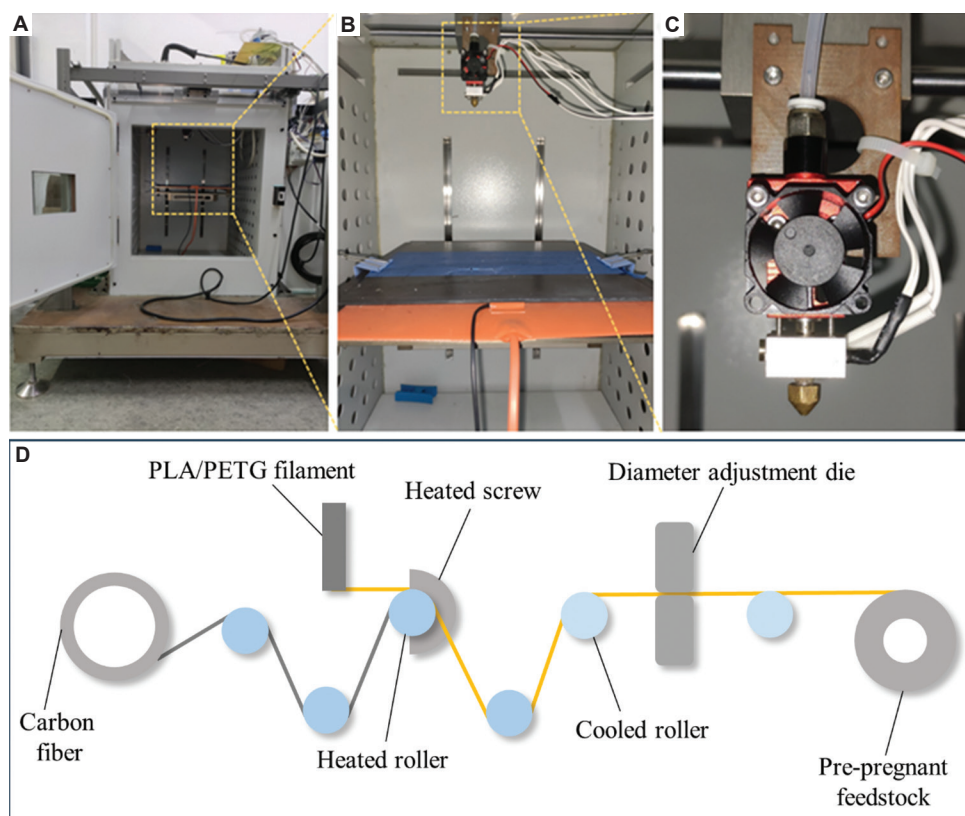 A
B
C
D
PLA/PETG filament
Heated screw
Diameter adjustment die
Carbon
fiber
Heated roller
Cooled roller
Pre-pregnant
feedstock